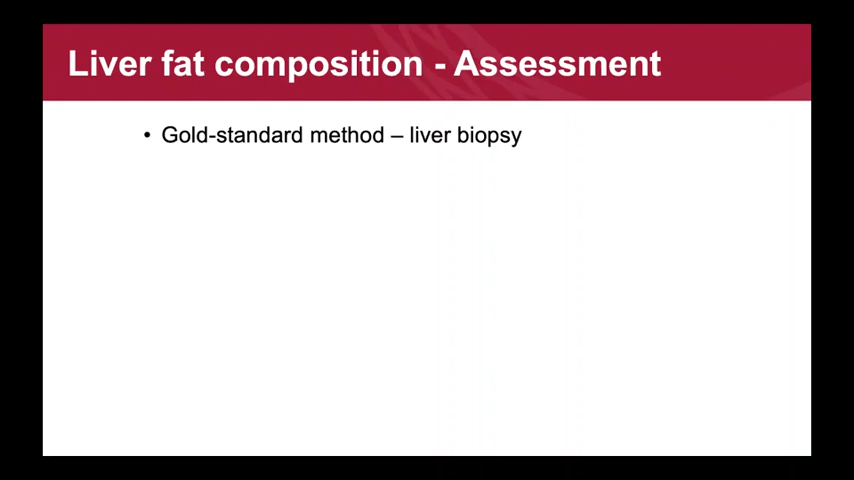 Liver fat composition - Assessment
• Gold-standard method – liver biopsy